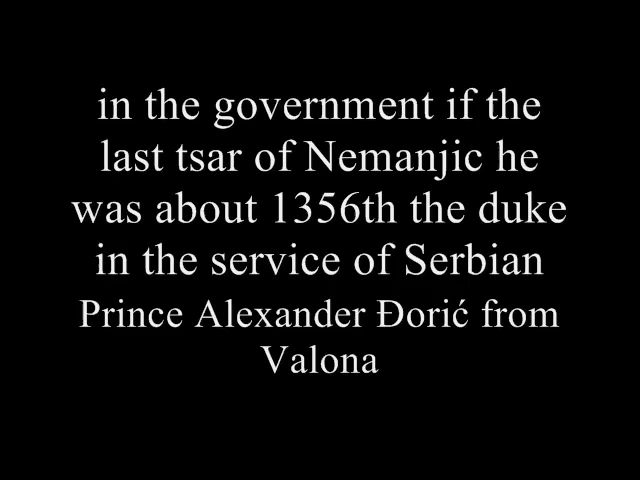 in the government if the
last tsar of Nemanjic he
was about 1356th the duke
in the service of Serbian
Prince Alexander Đorić from
Valona